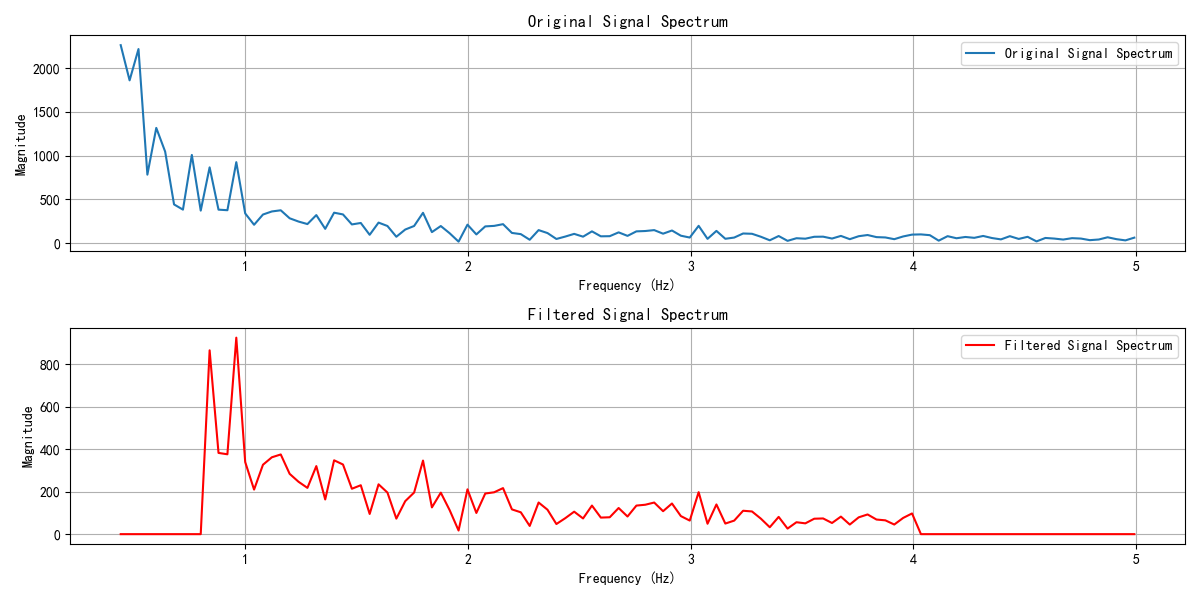 Original Signal Spectrum
Original Signal Spectrum
Magnitude
2000
1500
1000
500
0
1
2
3
4
5
Frequency (Hz)
Filtered Signal Spectrum
Filtered Signal Spectrum
Magnitude
800
600
400
200
0
1
2
3
4
5
Frequency (Hz)